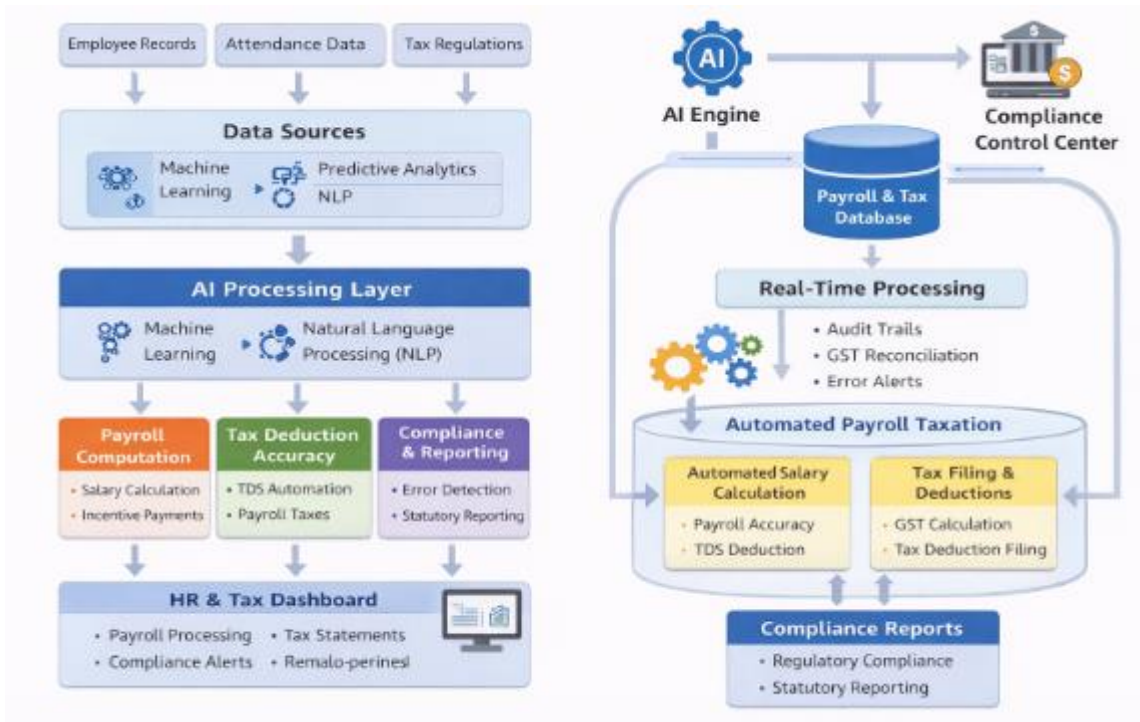 Employee Records
Attendance Data
Tax Regulations
Data Sources
Machine
Learning
Predictive Analytics
NLP
AI Processing Layer
Machine
Learning
Natural Language
Processing (NLP)
Payroll
Computation
• Salary Calculation
• Incentive Payments
Tax Deduction
Accuracy
• TDS Automation
• Payroll Taxes
Compliance
& Reporting
• Error Detection
• Statutory Reporting
HR & Tax Dashboard
• Payroll Processing
• Tax Statements
• Compliance Alerts
• Remalo-perinesl
AI
AI Engine
$
$
Compliance
Control Center
Payroll & Tax
Database
Real-Time Processing
• Audit Trails
• GST Reconciliation
• Error Alerts
Automated Payroll Taxation
Automated Salary
Calculation
• Payroll Accuracy
• TDS Deduction
Tax Filing &
Deductions
• GST Calculation
• Tax Deduction Filing
Compliance Reports
• Regulatory Compliance
• Statutory Reporting